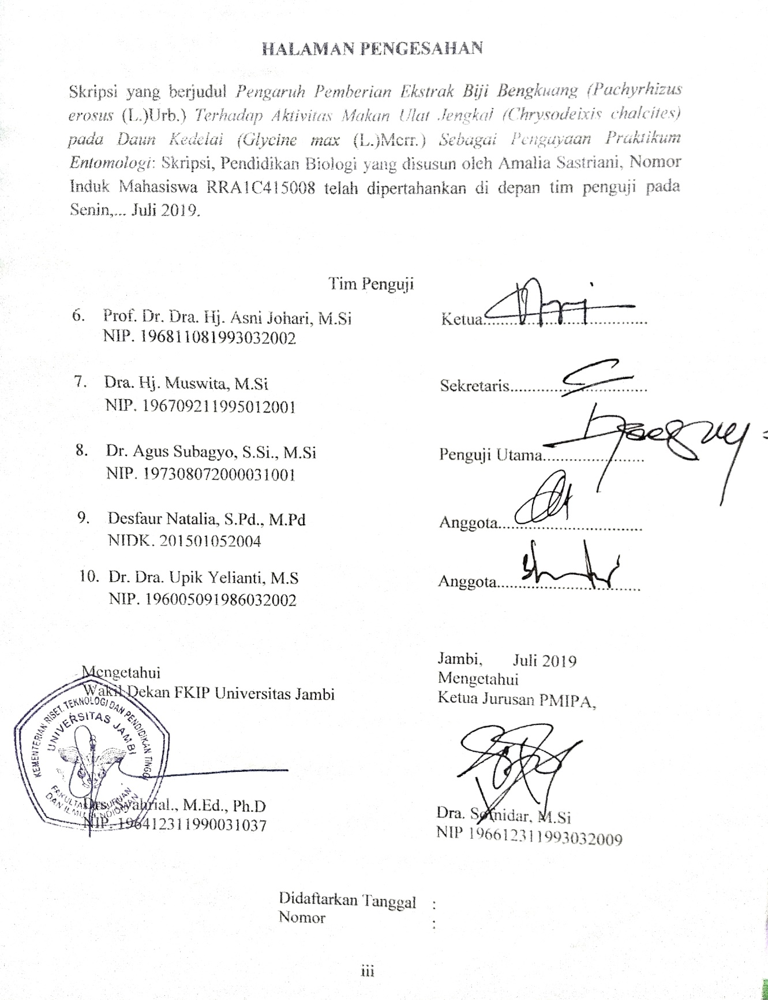 HALAMAN PENGESAHAN
Skripsi yang berjudul Pengaruh Pemberian Ekstrak Biji Bengkuang (Pachyrhizus
erosus (L.)Urb.) Terhadap Aktivitas Makan Ulat Jengkal (Chrysodeixis chalcites)
pada Daun Kedelai (Glycine max (L.)Merr.) Sebagai Pengayaan Praktikum
Entomologi: Skripsi, Pendidikan Biologi yang disusun oleh Amalia Sastriani, Nomor
Induk Mahasiswa RRA1C415008 telah dipertahankan di depan tim penguji pada
Senin,... Juli 2019.
Tim Penguji
6. Prof. Dr. Dra. Hj. Asni Johari, M.Si Ketua......................................
NIP. 196811081993032002
7. Dra. Hj. Muswita, M.Si Sekretaris................................
NIP. 196709211995012001
8. Dr. Agus Subagyo, S.Si., M.Si Penguji Utama.......................
NIP. 197308072000031001
9. Desfaur Natalia, S.Pd., M.Pd Anggota.................................
NIDK. 201501052004
10. Dr. Dra. Upik Yelianti, M.S Anggota.................................
NIP. 196005091986032002
Jambi, Juli 2019
Mengetahui
Ketua Jurusan PMIPA,
Mengetahui
Wakil Dekan FKIP Universitas Jambi
KEMENTERIAN RISET, TEKNOLOGI DAN PENDIDIKAN TINGGI
UNIVERSITAS JAMBI
FAKULTAS KEGURUAN
DAN ILMU PENDIDIKAN
Drs. Syahrial., M.Ed., Ph.D
NIP. 196412311990031037
Dra. Sofnidar, M.Si
NIP 196612311993032009
Didaftarkan Tanggal :
Nomor :
iii